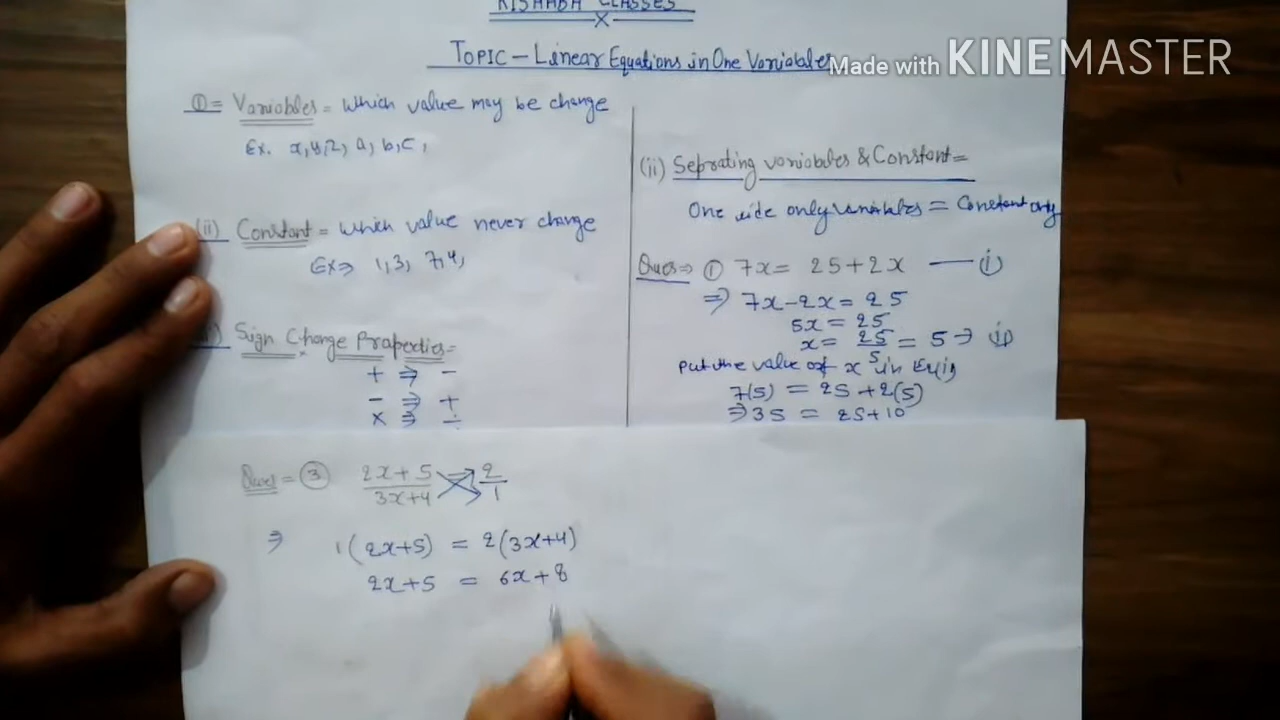 RISHABH CLASSES
x
TOPIC - Linear Equations in One Variables
Made with KINEMASTER
① = Variables = which value may be change
Ex. x, y, z, a, b, c,
(ii) Constant = which value never change
Ex ⇒ 1, 3, 7, 4,
Sign Change Properties =
+ ⇒ -
- ⇒ +
× ⇒ ÷
(ii) Seprating variables & Constant =
One side only variables = Constant only
Ques ⇒ ① 7x = 25 + 2x — (i)
⇒ 7x - 2x = 25
5x = 25
x = 25/5 = 5 → (ii)
put the value of x in Eq (i)
7(5) = 25 + 2(5)
⇒ 35 = 25 + 10
Ques = ③ (2x + 5)/(3x + 4) = 2/1
⇒ 1(2x+5) = 2(3x+4)
2x+5 = 6x+8